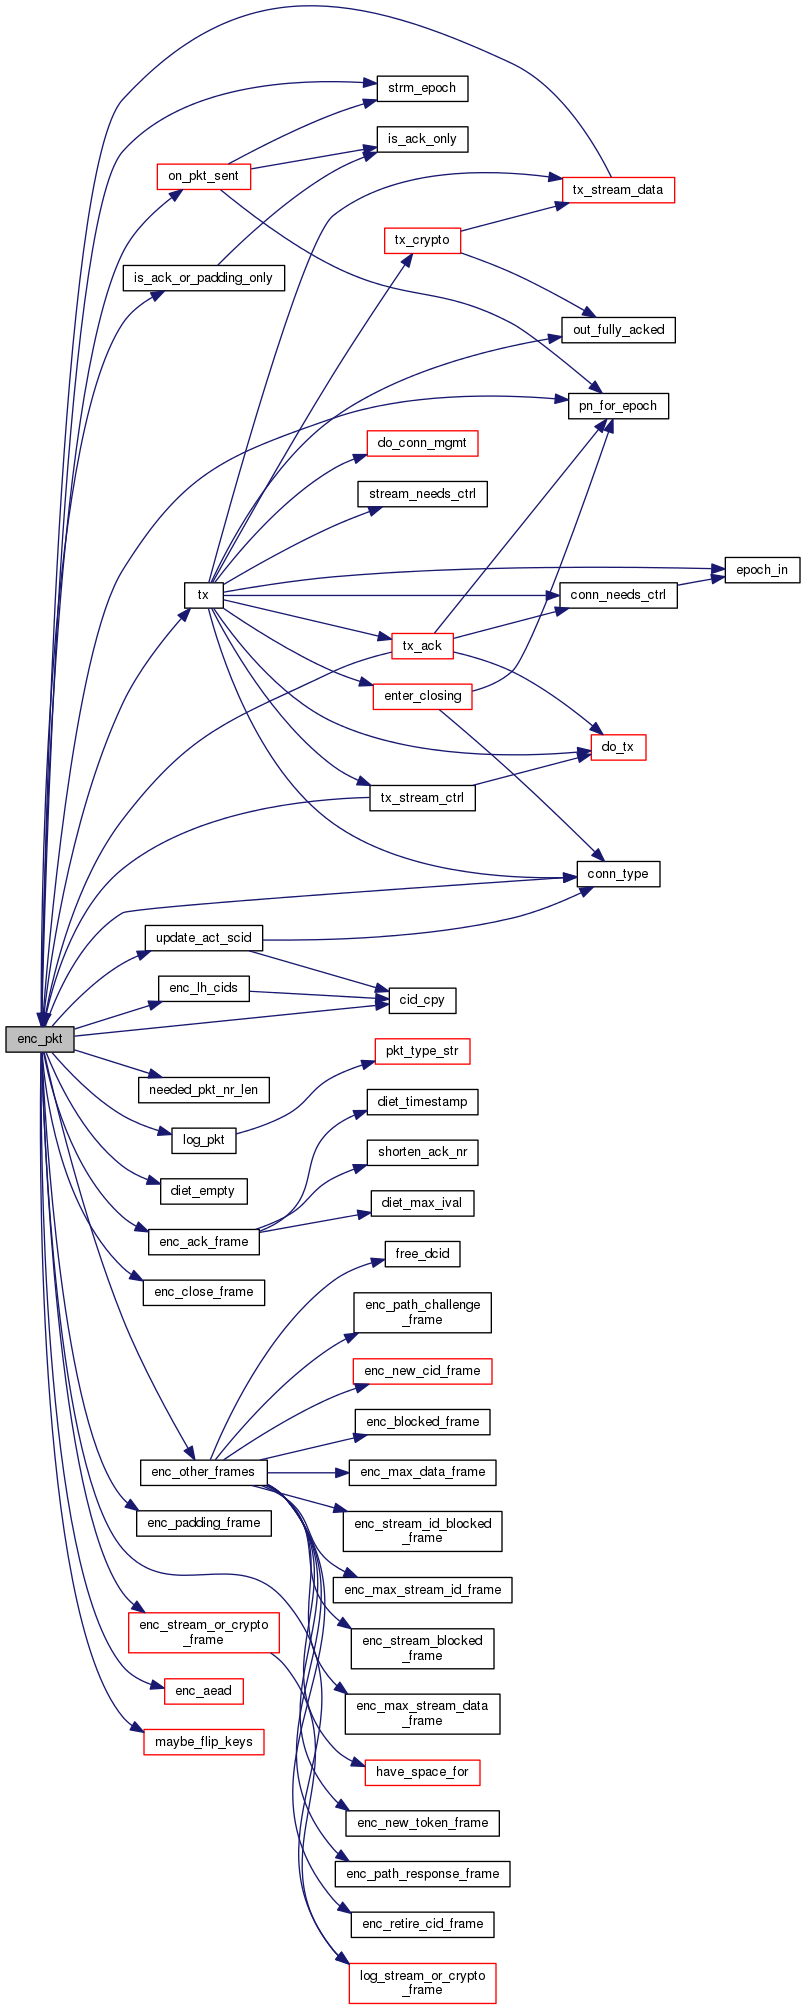 strm_epoch
is_ack_only
on_pkt_sent
tx_stream_data
tx_crypto
is_ack_or_padding_only
out_fully_acked
pn_for_epoch
do_conn_mgmt
stream_needs_ctrl
epoch_in
tx
conn_needs_ctrl
tx_ack
enter_closing
do_tx
tx_stream_ctrl
conn_type
update_act_scid
enc_lh_cids
cid_cpy
enc_pkt
pkt_type_str
needed_pkt_nr_len
diet_timestamp
log_pkt
shorten_ack_nr
diet_empty
diet_max_ival
enc_ack_frame
free_dcid
enc_close_frame
enc_path_challenge
_frame
enc_new_cid_frame
enc_blocked_frame
enc_other_frames
enc_max_data_frame
enc_padding_frame
enc_stream_id_blocked
_frame
enc_max_stream_id_frame
enc_stream_or_crypto
_frame
enc_stream_blocked
_frame
enc_aead
enc_max_stream_data
_frame
maybe_flip_keys
have_space_for
enc_new_token_frame
enc_path_response_frame
enc_retire_cid_frame
log_stream_or_crypto
_frame